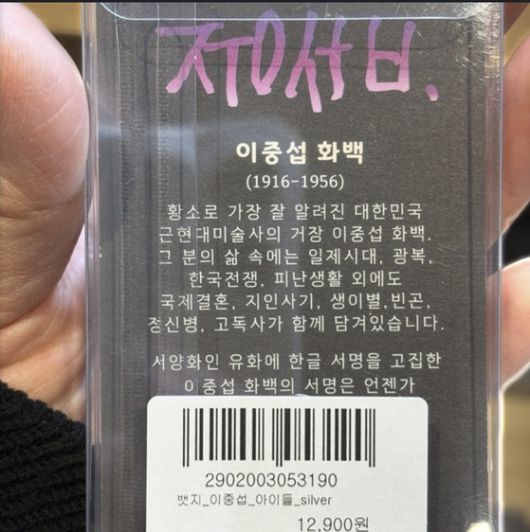 ㅈㅜㅇㅅㅓㅂ.
이중섭 화백
(1916-1956)
황소로 가장 잘 알려진 대한민국
근현대미술사의 거장 이중섭 화백.
그 분의 삶 속에는 일제시대, 광복,
한국전쟁, 피난생활 외에도
국제결혼, 지인사기, 생이별,빈곤,
정신병, 고독사가 함께 담겨있습니다.
서양화인 유화에 한글 서명을 고집한
이중섭 화백의 서명은 언젠가
2902003053190
뱃지_이중섭_아이들_silver
12,900원